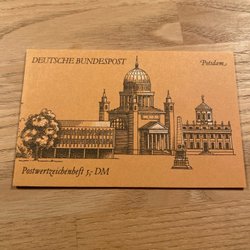 DEUTSCHE BUNDESPOST
Potsdam
Postwertzeichenheft 5,- DM